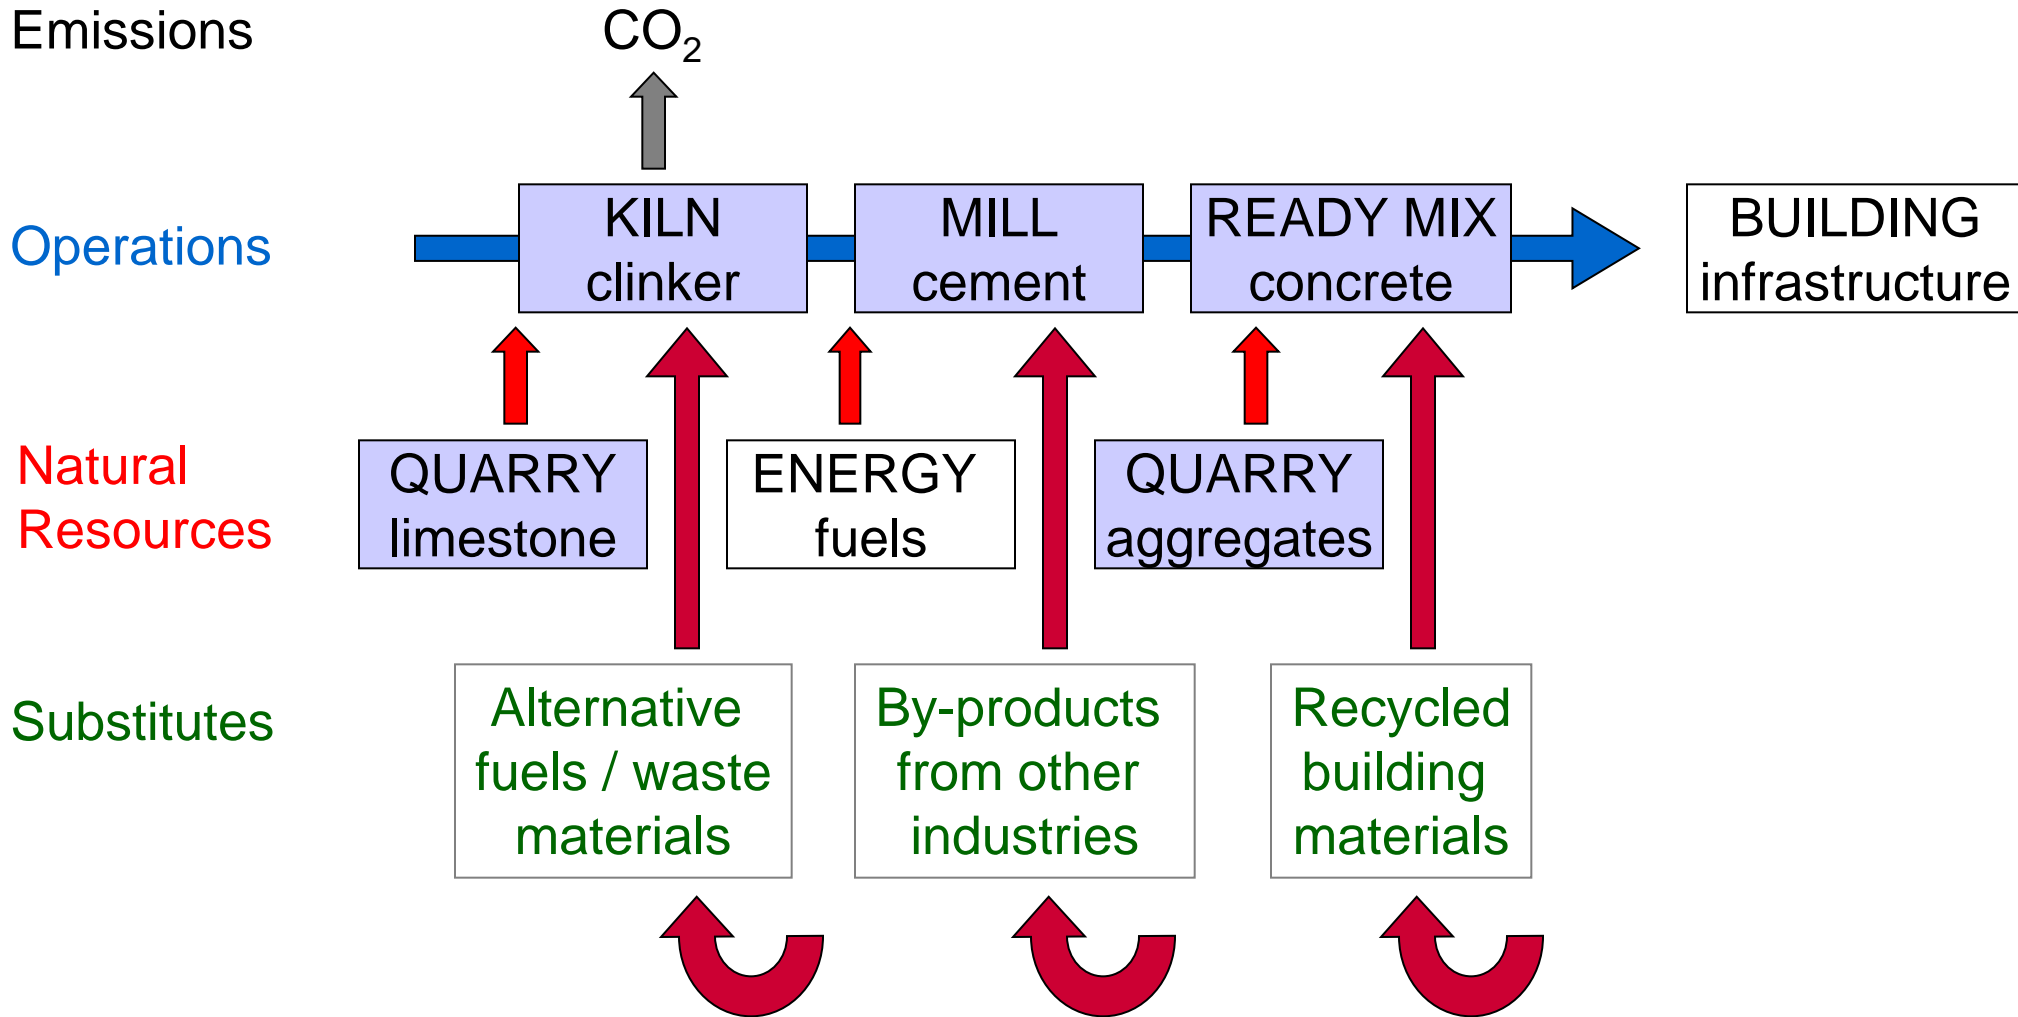 Emissions
CO₂
Operations
KILN
clinker
MILL
cement
READY MIX
concrete
BUILDING
infrastructure
Natural
Resources
QUARRY
limestone
ENERGY
fuels
QUARRY
aggregates
Substitutes
Alternative
fuels / waste
materials
By-products
from other
industries
Recycled
building
materials